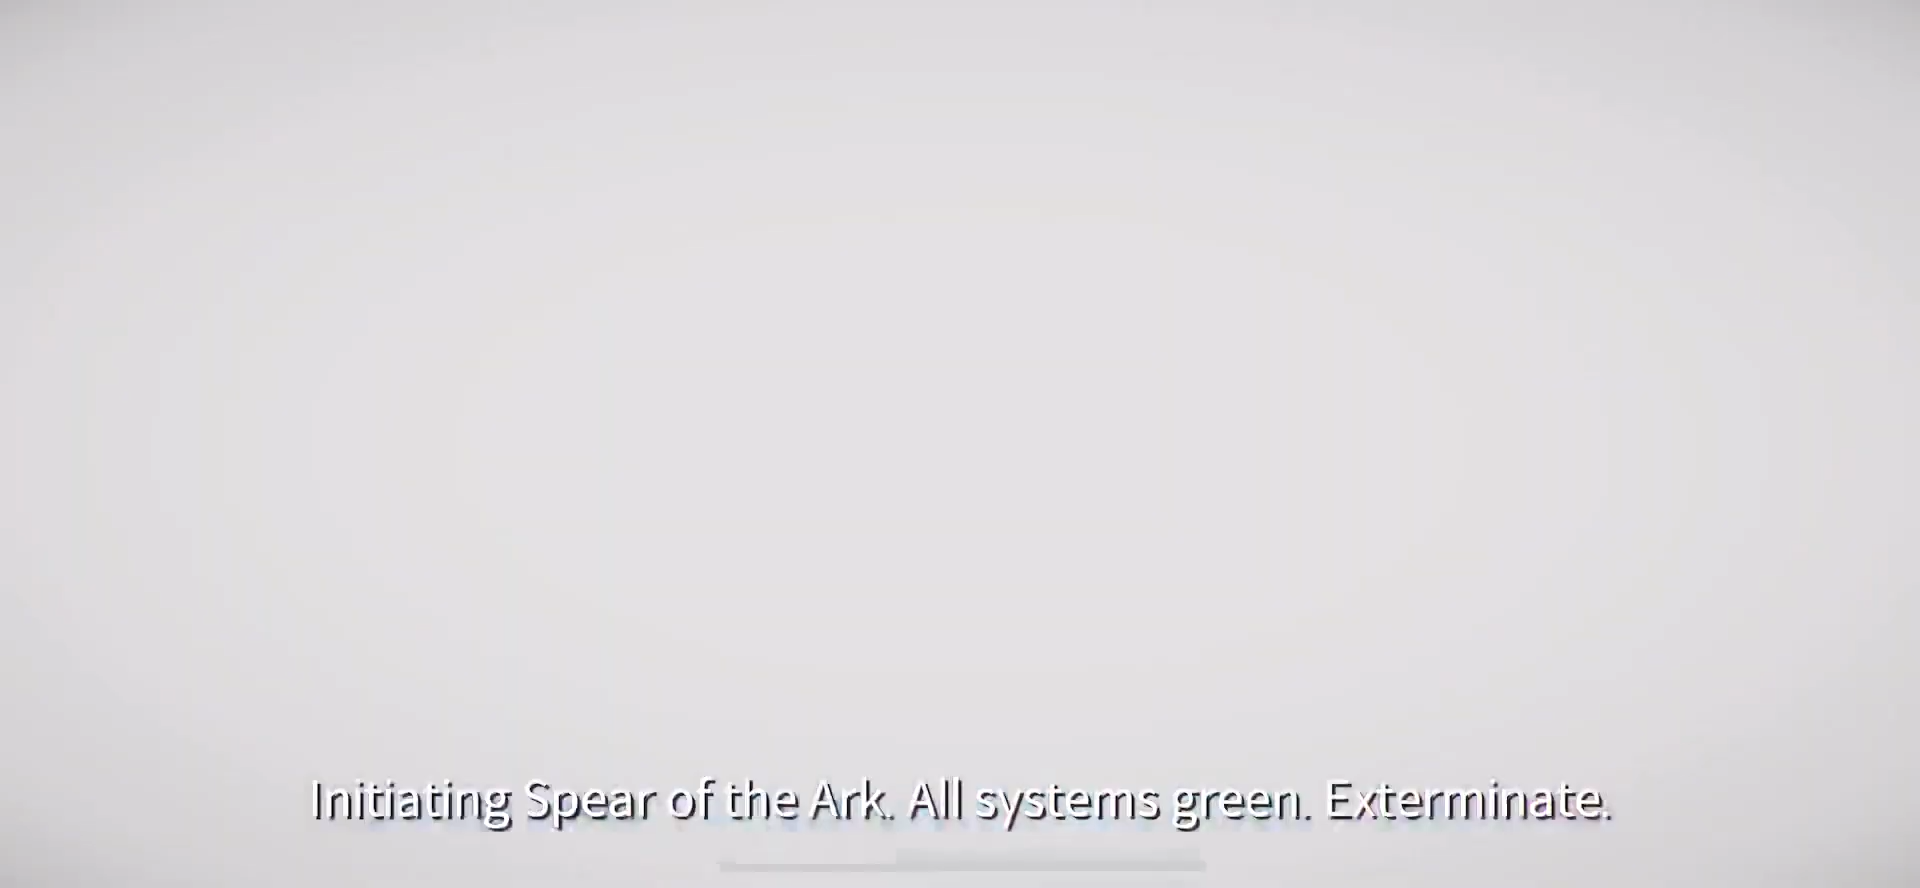 Initiating Spear of the Ark. All systems green. Exterminate.